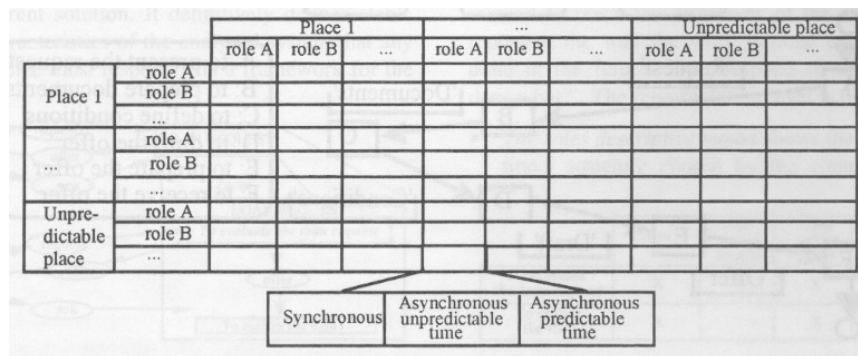 Place 1 ... Unpredictable place
role A role B role A role B ... role A role B ...
Place 1 role A
role B
...
role A
... role B
...
Unpre-
dictable
place
role A
role B
...
Synchronous
Asynchronous
unpredictable
time
Asynchronous
predictable
time